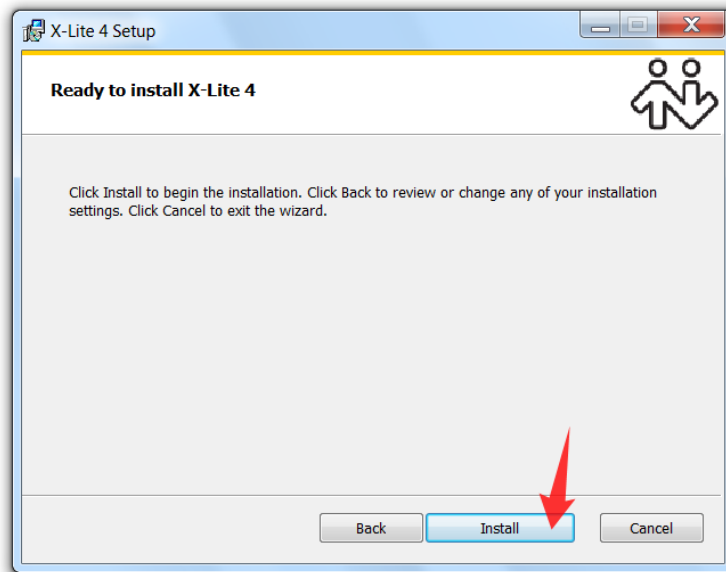 X-Lite 4 Setup
Ready to install X-Lite 4
Click Install to begin the installation. Click Back to review or change any of your installation
settings. Click Cancel to exit the wizard.
Back Install Cancel